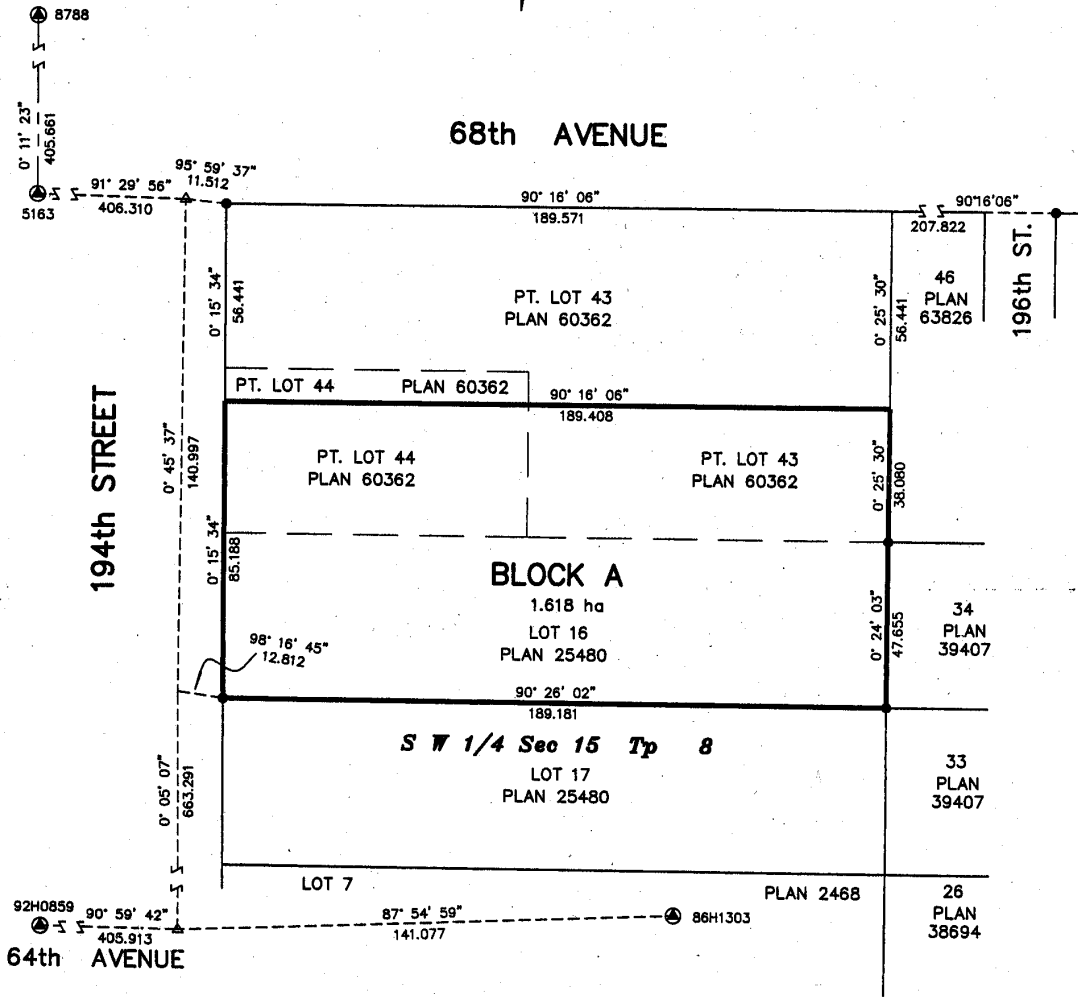 8788
0° 11' 23"
405.661
68th AVENUE
5163
91° 29' 56"
406.310
95° 59' 37"
11.512
90° 16' 06"
189.571
90°16'06"
207.822
196th ST.
0° 15' 34"
56.441
PT. LOT 43
PLAN 60362
0° 25' 30"
56.441
46
PLAN
63826
194th STREET
0° 45' 37"
140.997
PT. LOT 44 PLAN 60362
90° 16' 06"
189.408
PT. LOT 44
PLAN 60362
PT. LOT 43
PLAN 60362
0° 25' 30"
38.080
0° 15' 34"
85.188
BLOCK A
1.618 ha
LOT 16
PLAN 25480
0° 24' 03"
47.655
34
PLAN
39407
98° 16' 45"
12.812
90° 26' 02"
189.181
S W 1/4 Sec 15 Tp 8
LOT 17
PLAN 25480
33
PLAN
39407
0° 05' 07"
663.291
LOT 7
PLAN 2468
26
PLAN
38694
92H0859
90° 59' 42"
405.913
87° 54' 59"
141.077
86H1303
64th AVENUE